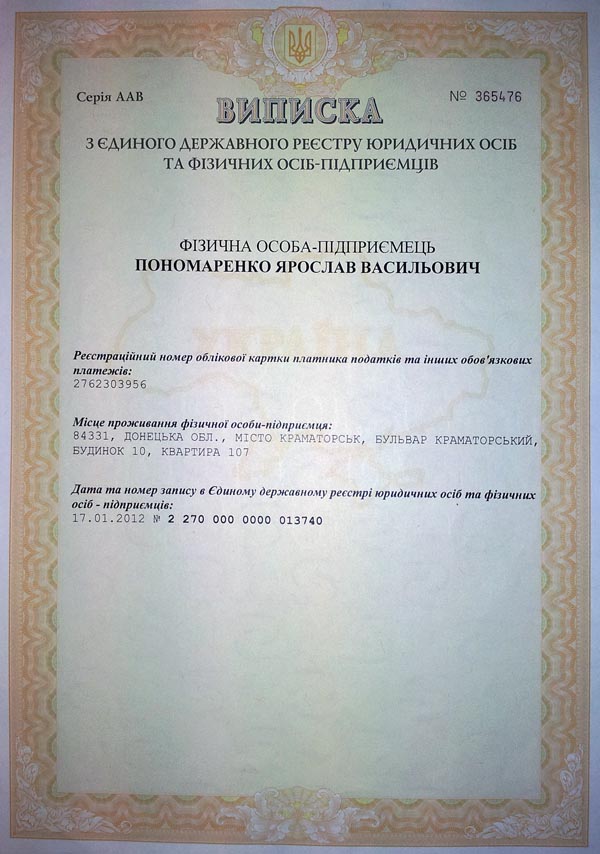 Серія ААВ № 365476
ВИПИСКА
З ЄДИНОГО ДЕРЖАВНОГО РЕЄСТРУ ЮРИДИЧНИХ ОСІБ
ТА ФІЗИЧНИХ ОСІБ-ПІДПРИЄМЦІВ
ФІЗИЧНА ОСОБА-ПІДПРИЄМЕЦЬ
ПОНОМАРЕНКО ЯРОСЛАВ ВАСИЛЬОВИЧ
УКРАЇНА
Реєстраційний номер облікової картки платника податків та інших обов'язкових
платежів:
2762303956
Місце проживання фізичної особи-підприємця:
84331, ДОНЕЦЬКА ОБЛ., МІСТО КРАМАТОРСЬК, БУЛЬВАР КРАМАТОРСЬКИЙ,
БУДИНОК 10, КВАРТИРА 107
Дата та номер запису в Єдиному державному реєстрі юридичних осіб та фізичних
осіб - підприємців:
17.01.2012 № 2 270 000 0000 013740